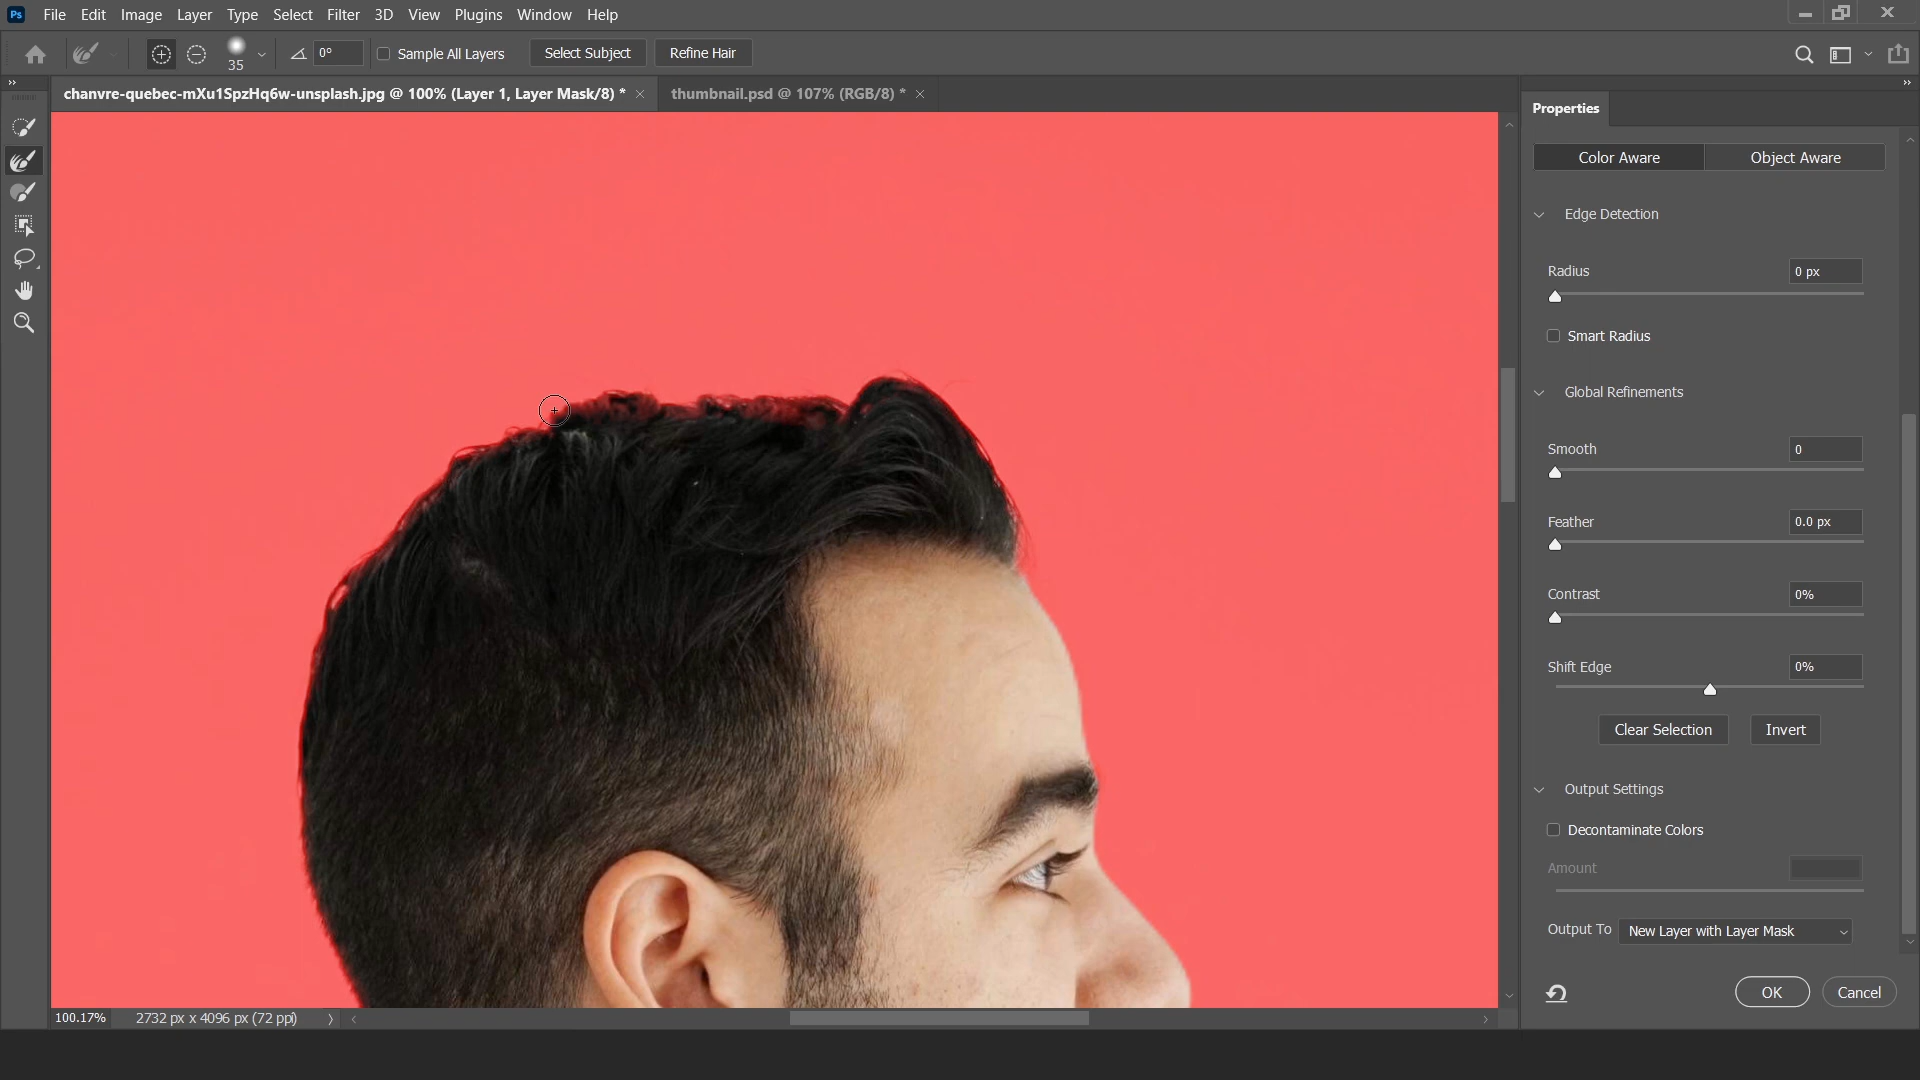 Ps File Edit Image Layer Type Select Filter 3D View Plugins Window Help
35 0° Sample All Layers Select Subject Refine Hair
chanvre-quebec-mXu1SpzHq6w-unsplash.jpg @ 100% (Layer 1, Layer Mask/8) * thumbnail.psd @ 107% (RGB/8) *
Properties
Color Aware Object Aware
Edge Detection
Radius 0 px
Smart Radius
Global Refinements
Smooth 0
Feather 0.0 px
Contrast 0%
Shift Edge 0%
Clear Selection Invert
Output Settings
Decontaminate Colors
Amount
Output To New Layer with Layer Mask
OK Cancel
100.17% 2732 px x 4096 px (72 ppi)